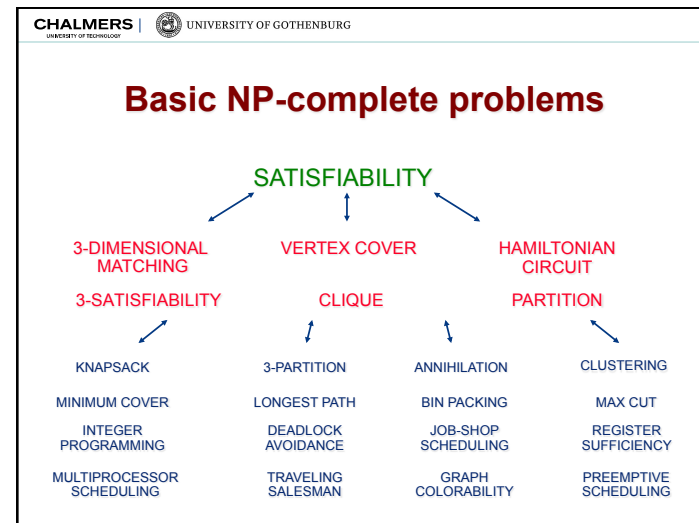 CHALMERS | UNIVERSITY OF GOTHENBURG
UNIVERSITY OF TECHNOLOGY
Basic NP-complete problems
SATISFIABILITY
3-DIMENSIONAL
MATCHING
VERTEX COVER
HAMILTONIAN
CIRCUIT
3-SATISFIABILITY
CLIQUE
PARTITION
KNAPSACK
3-PARTITION
ANNIHILATION
CLUSTERING
MINIMUM COVER
LONGEST PATH
BIN PACKING
MAX CUT
INTEGER
PROGRAMMING
DEADLOCK
AVOIDANCE
JOB-SHOP
SCHEDULING
REGISTER
SUFFICIENCY
MULTIPROCESSOR
SCHEDULING
TRAVELING
SALESMAN
GRAPH
COLORABILITY
PREEMPTIVE
SCHEDULING